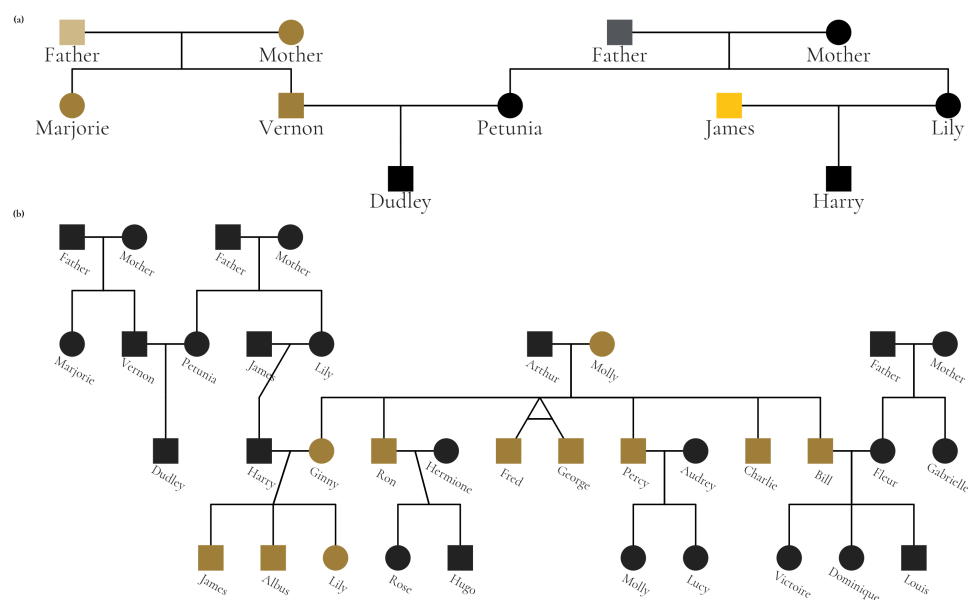 (a)
Father Mother Father Mother
Marjorie Vernon Petunia James Lily
Dudley Harry
(b)
Father Mother Father Mother
Marjorie Vernon Petunia James Lily Arthur Molly Father Mother
Dudley Harry Ginny Ron Hermione Fred George Percy Audrey Charlie Bill Fleur Gabrielle
James Albus Lily Rose Hugo Molly Lucy Victoire Dominique Louis